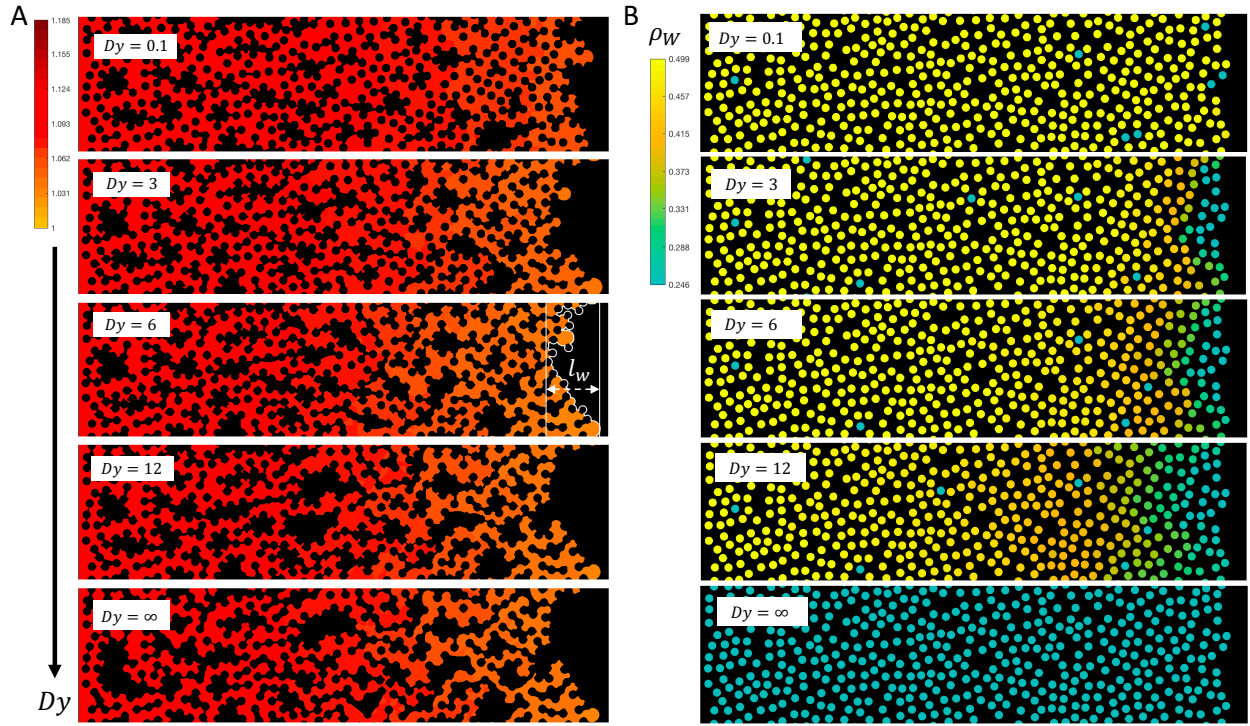 A
1.185
1.155
1.124
1.093
1.062
1.031
1
Dy = 0.1
Dy = 3
Dy = 6
l_w
Dy = 12
Dy = ∞
Dy
B
ρ_W
0.499
0.457
0.415
0.373
0.331
0.288
0.246
Dy = 0.1
Dy = 3
Dy = 6
Dy = 12
Dy = ∞